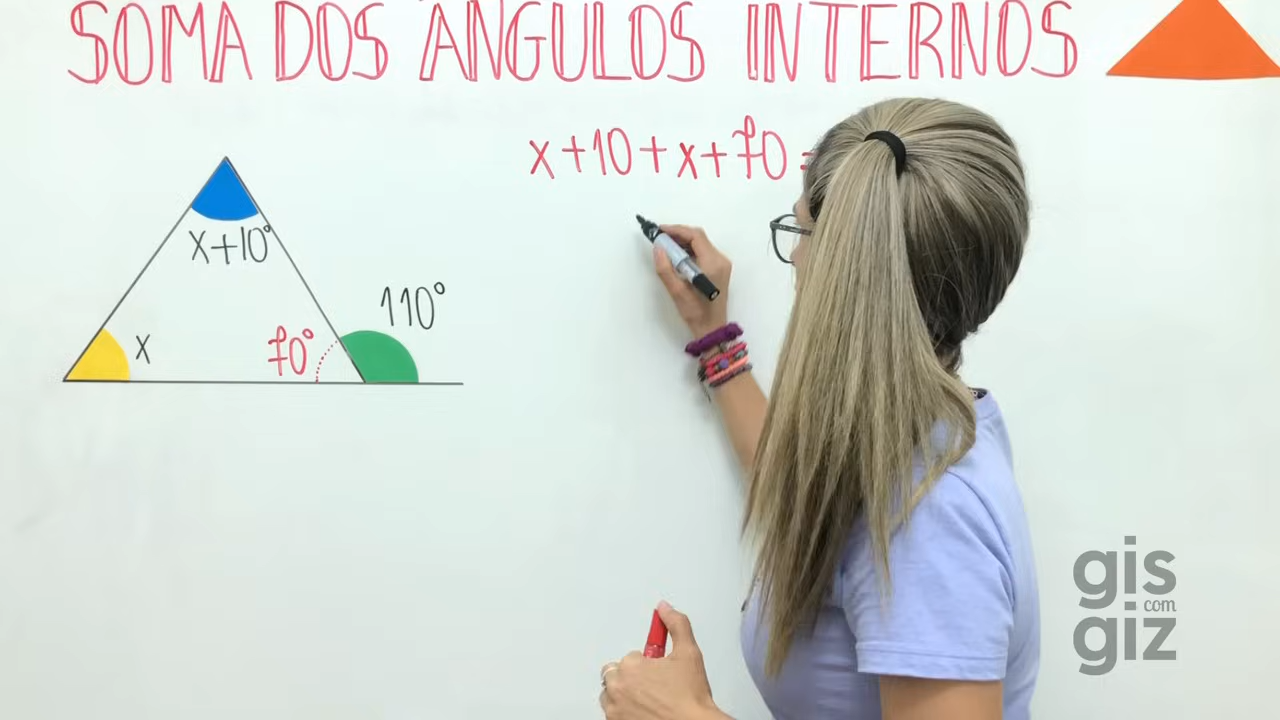 SOMA DOS ÂNGULOS INTERNOS
x+10+x+70=
x+10°
110°
x
70°
gis
com
giz